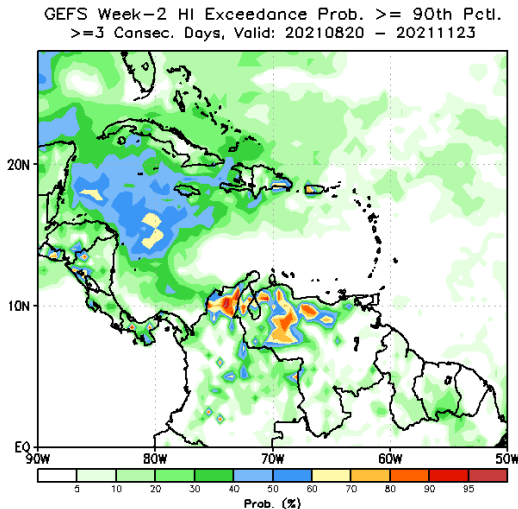 GEFS Week-2 HI Exceedance Prob. >= 90th Pctl.
>=3 Consec. Days, Valid: 20210820 - 20211123
20N
10N
EQ
90W 80W 70W 60W 50W
5 10 20 30 40 50 60 70 80 90 95
Prob. (%)